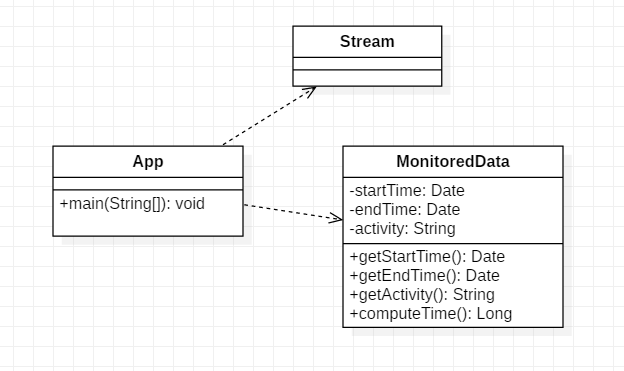 Stream
App
+main(String[]): void
MonitoredData
-startTime: Date
-endTime: Date
-activity: String
+getStartTime(): Date
+getEndTime(): Date
+getActivity(): String
+computeTime(): Long